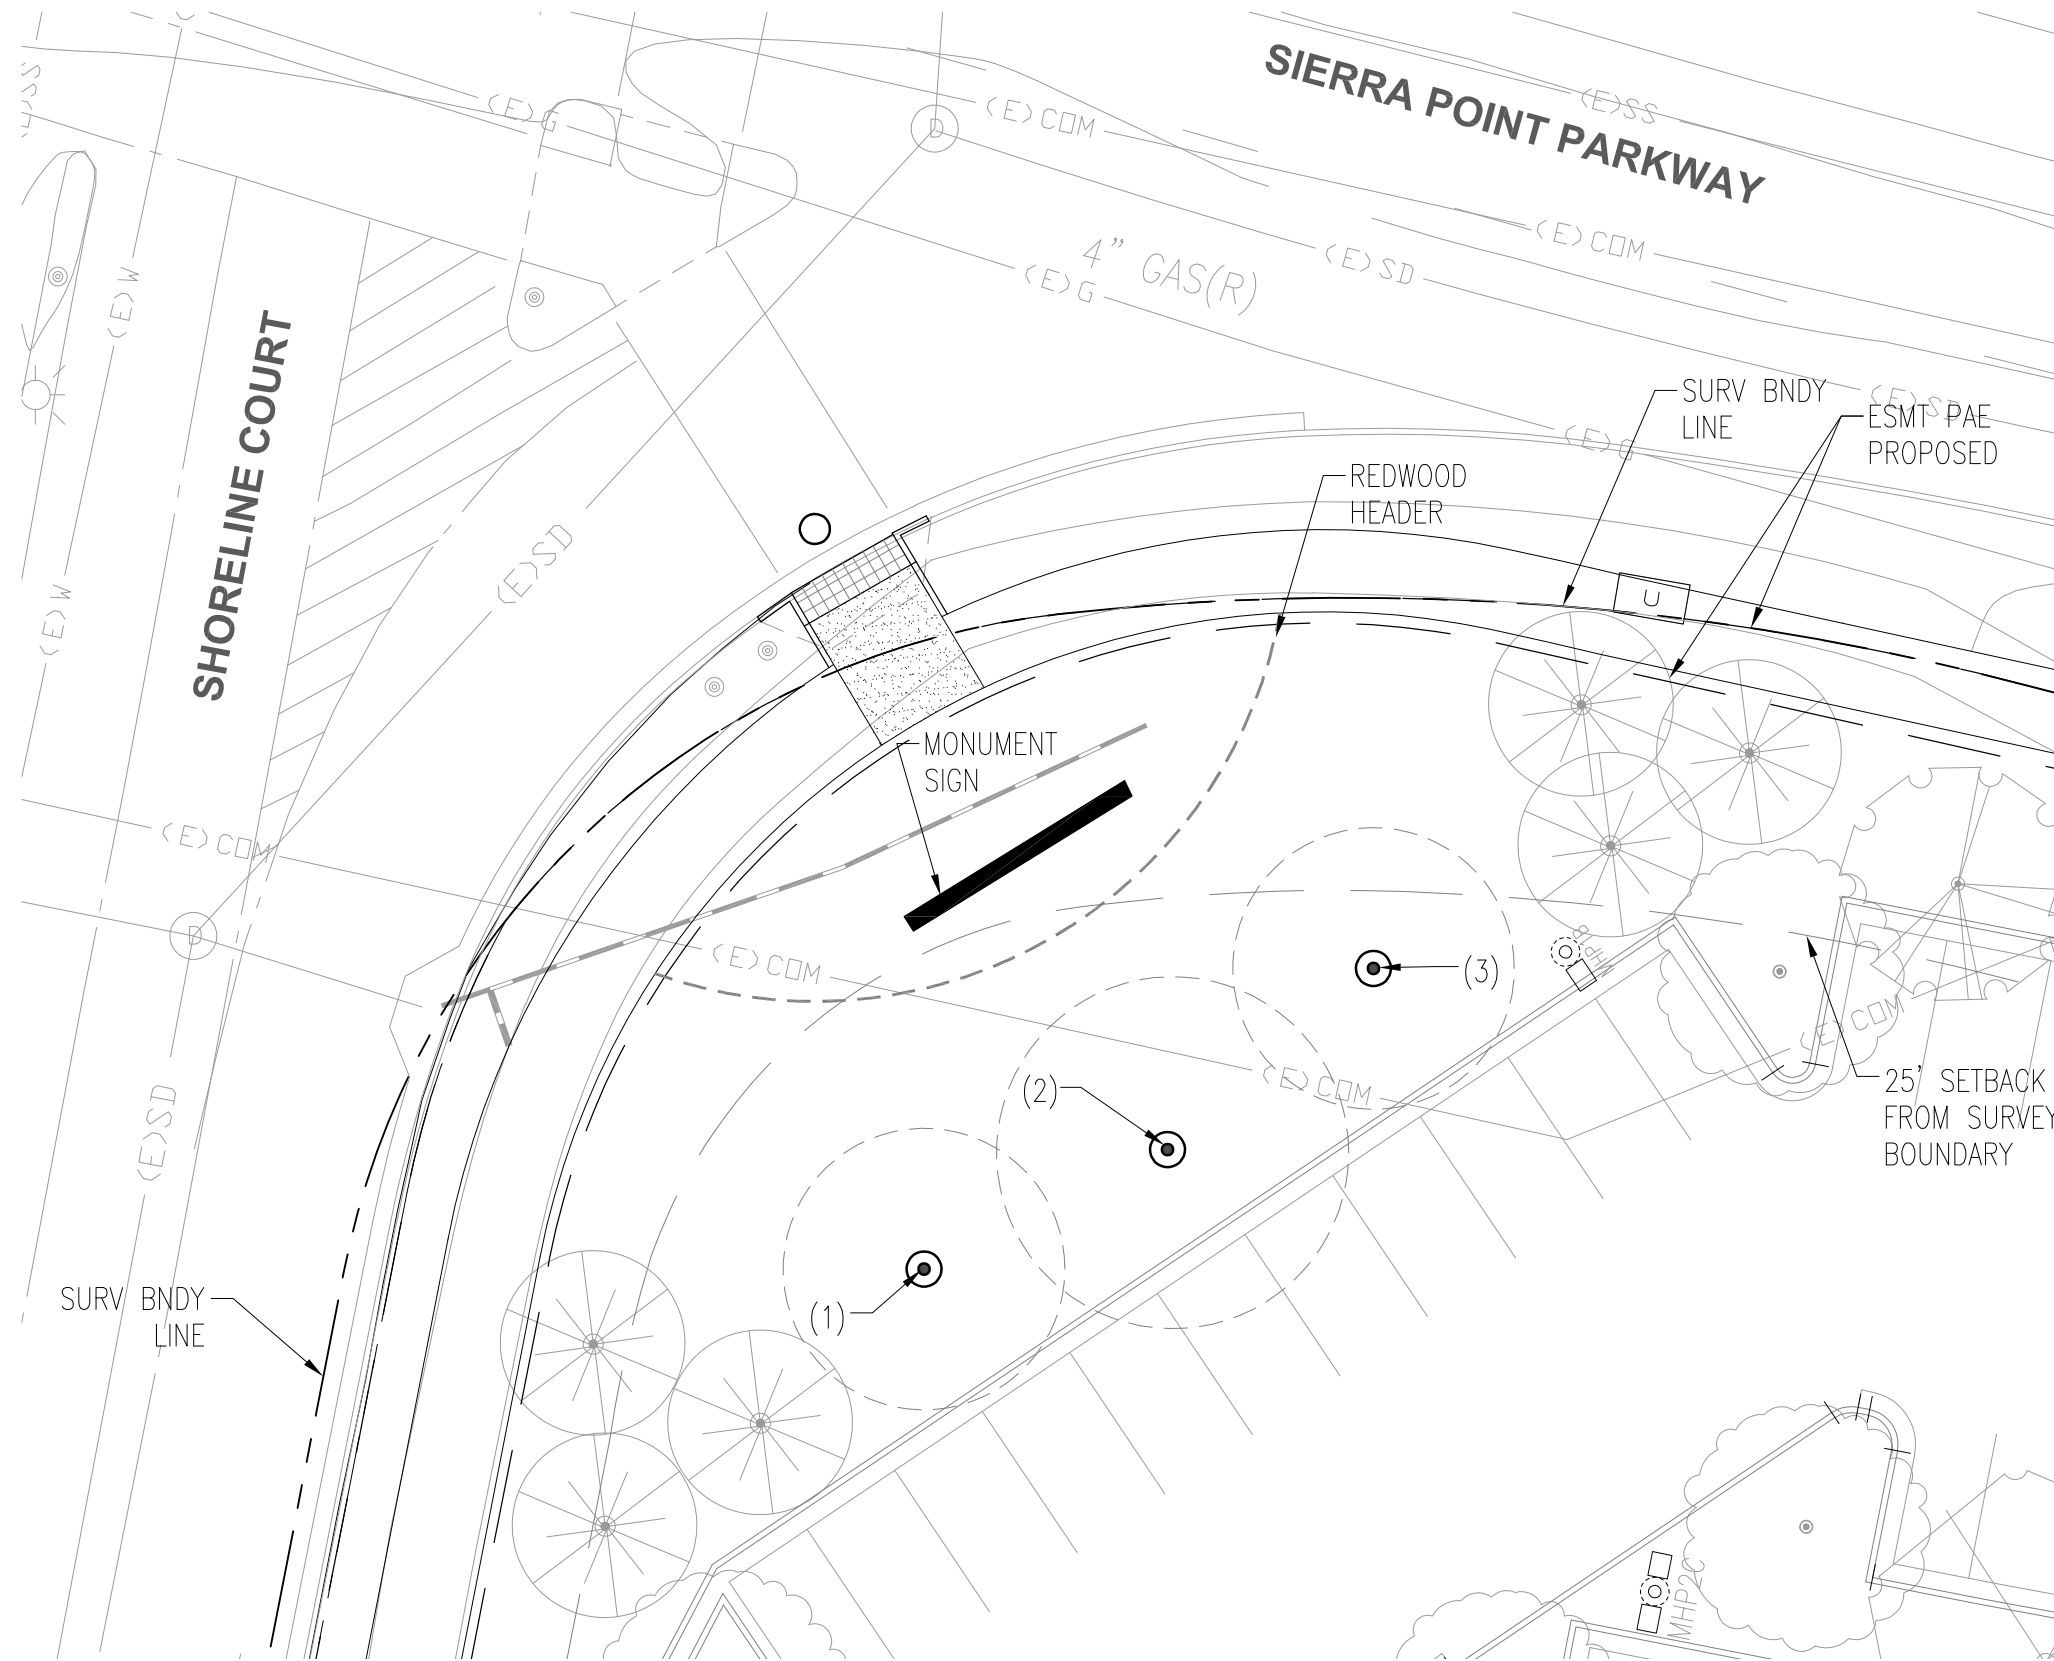 SIERRA POINT PARKWAY
(E)SS
(E)SS
(E)G
(E)COM
(E)COM
(E)SD
4" GAS(R)
(E)G
(E)W
SHORELINE COURT
SURV BNDY
LINE
(E)SD
ESMT PAE
PROPOSED
(E)G
REDWOOD
HEADER
(E)SD
(E)W
U
MONUMENT
SIGN
(E)COM
D
D
(E)COM
(3)
(E)COM
(2)
(E)COM
25' SETBACK
FROM SURVEY
BOUNDARY
(E)SD
SURV BNDY
LINE
(1)